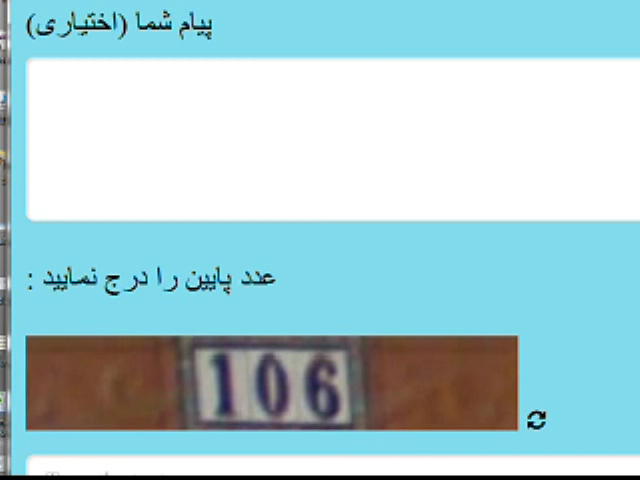 پیام شما (اختیاری)
عدد پایین را درج نمایید :
106